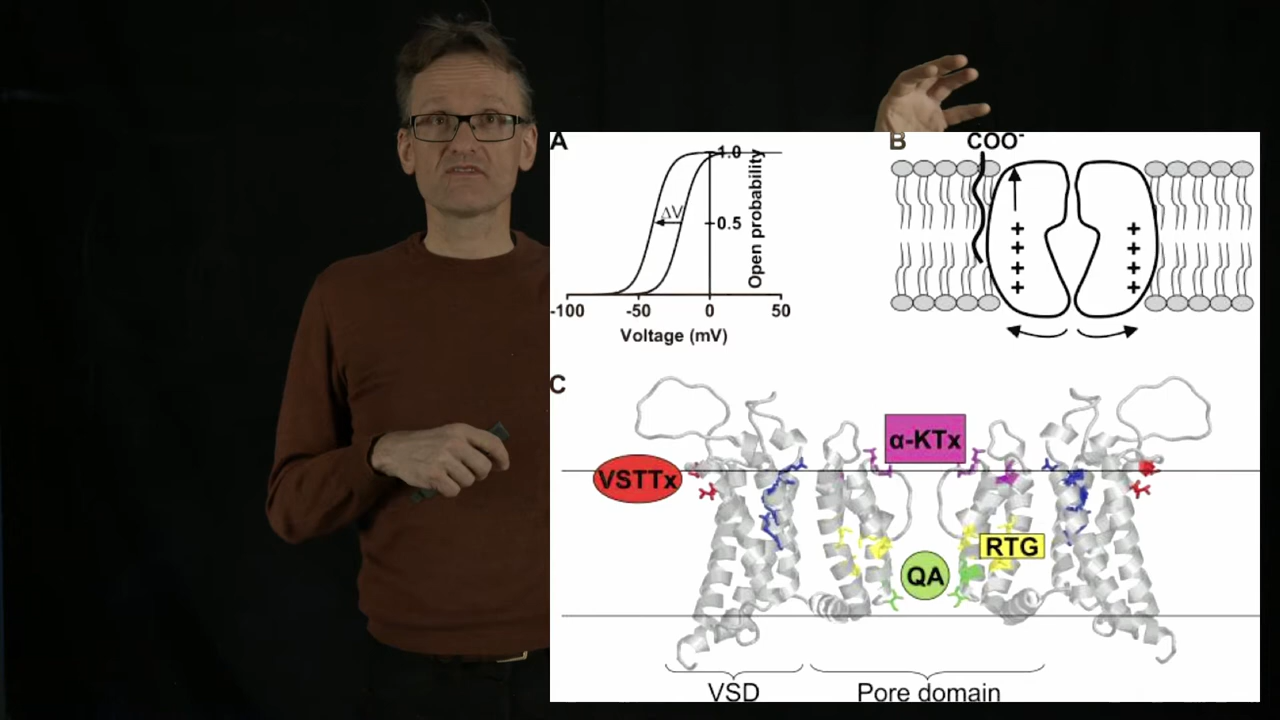 A
1.0
0.5
ΔV
Open probability
-100
-50
0
50
Voltage (mV)
B
COO-
+ +
+ +
+ +
+ +
C
α-KTx
VSTTx
RTG
QA
VSD
Pore domain